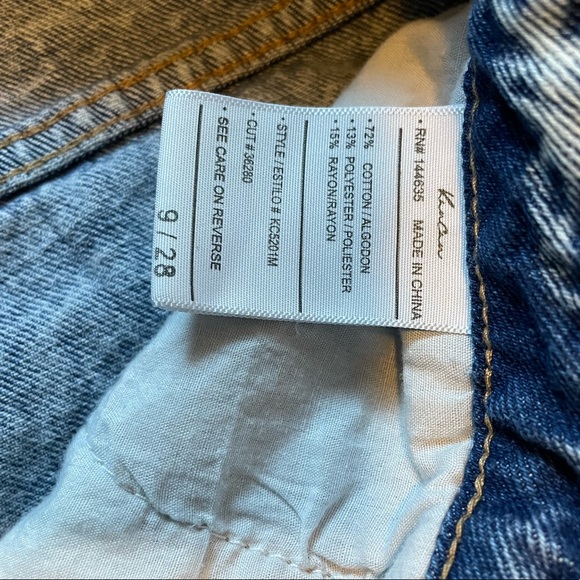 KanCan
• RN# 144635 MADE IN CHINA
• 72% COTTON / ALGODON
• 13% POLYESTER / POLIESTER
• 15% RAYON/RAYON
• STYLE / ESTILO # KC5201M
• CUT # 36280
• SEE CARE ON REVERSE
9 / 28